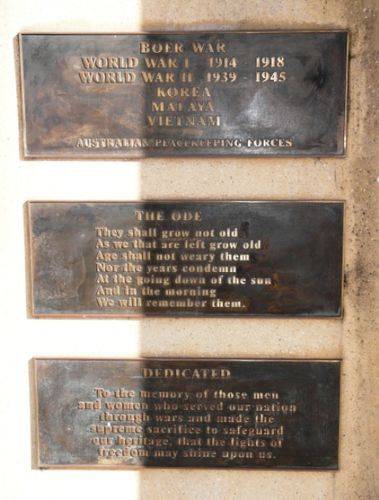 BOER WAR
WORLD WAR I 1914 - 1918
WORLD WAR II 1939 - 1945
KOREA
MALAYA
VIETNAM
AUSTRALIAN PEACEKEEPING FORCES
THE ODE
They shall grow not old
As we that are left grow old
Age shall not weary them
Nor the years condemn
At the going down of the sun
And in the morning
We will remember them.
DEDICATED
To the memory of those men
and women who served our nation
through wars and made the
supreme sacrifice to safeguard
our heritage, that the lights of
freedom may shine upon us.